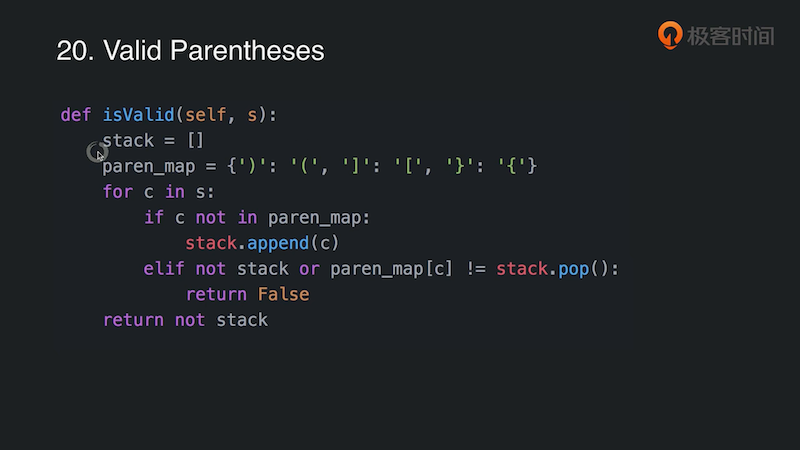 极客时间
20. Valid Parentheses
def isValid(self, s):
    stack = []
    paren_map = {')': '(', ']': '[', '}': '{'}
    for c in s:
        if c not in paren_map:
            stack.append(c)
        elif not stack or paren_map[c] != stack.pop():
            return False
    return not stack